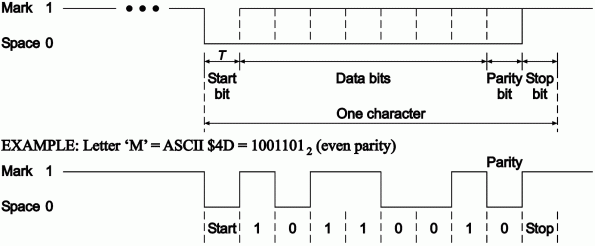 Mark 1
Space 0
T
Start bit
Data bits
Parity bit
Stop bit
One character
EXAMPLE: Letter ‘M’ = ASCII $4D = 1001101₂ (even parity)
Parity
Mark 1
Space 0
Start 1 0 1 1 0 0 1 0 Stop